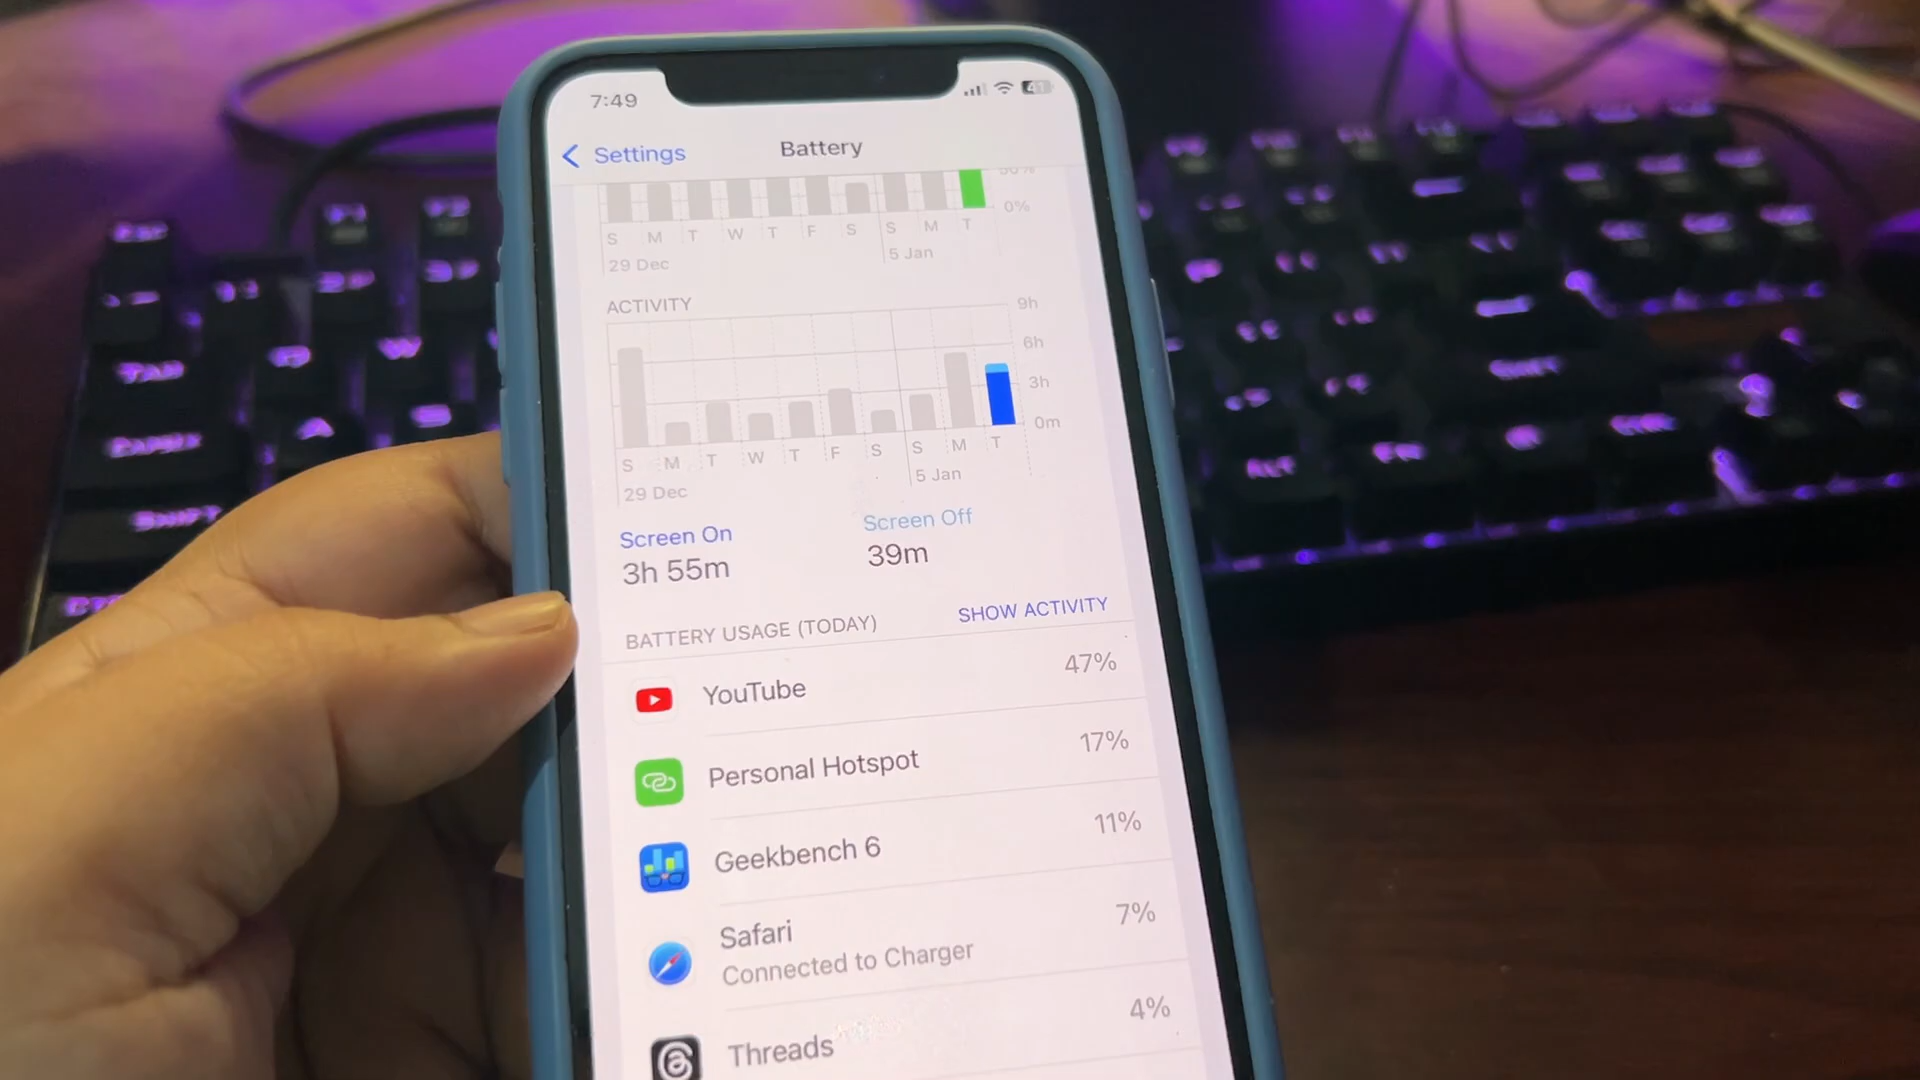 7:49
41
Settings
Battery
0%
S M T W T F S S M T
29 Dec
5 Jan
ACTIVITY
9h
6h
3h
0m
S M T W T F S S M T
29 Dec
5 Jan
Screen On
Screen Off
3h 55m
39m
BATTERY USAGE (TODAY)
SHOW ACTIVITY
YouTube
47%
Personal Hotspot
17%
Geekbench 6
11%
Safari
7%
Connected to Charger
Threads
4%
W
ALT